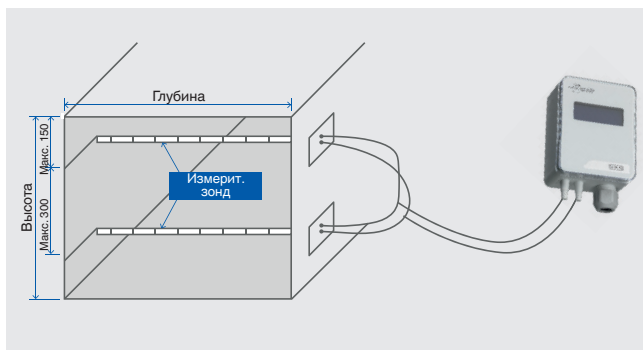 Глубина
Макс. 150
Измерит.
зонд
Высота
Макс. 300